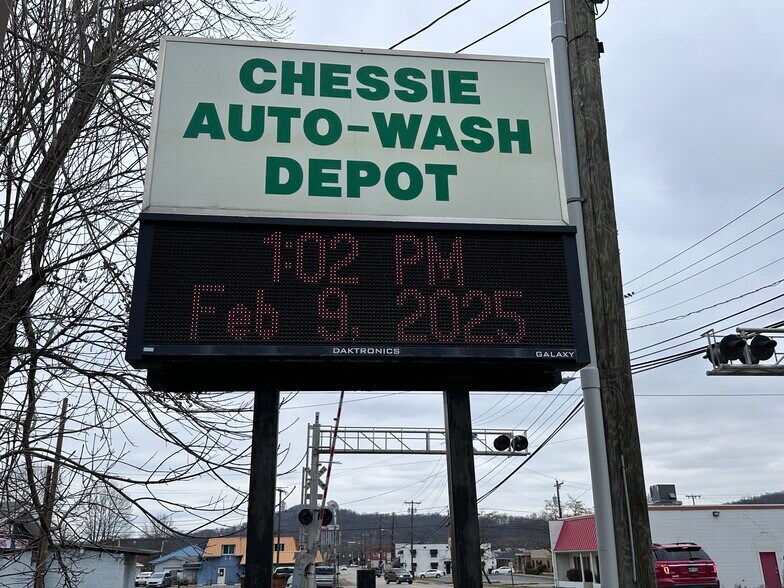 CHESSIE
AUTO-WASH
DEPOT
1:02 PM
Feb 9, 2025
DAKTRONICS GALAXY